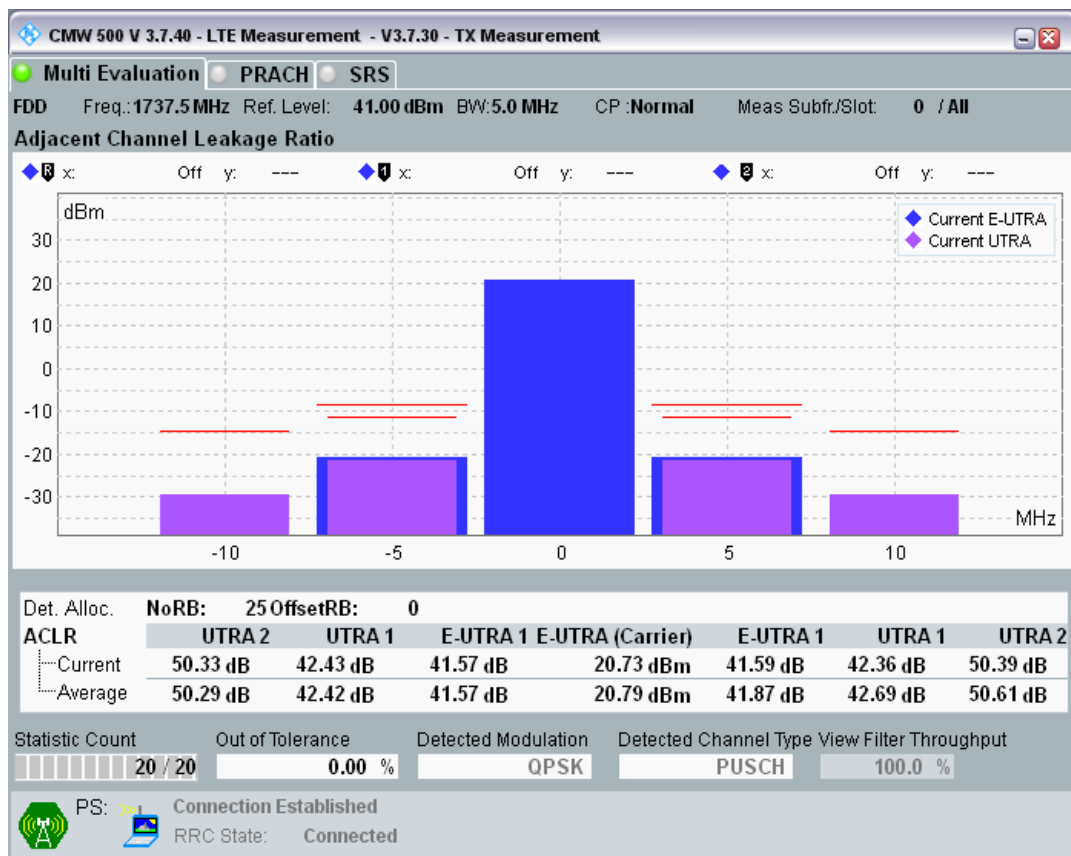 CMW 500 V 3.7.40 - LTE Measurement - V3.7.30 - TX Measurement
Multi Evaluation PRACH SRS
FDD Freq.:1737.5 MHz Ref. Level: 41.00 dBm BW:5.0 MHz CP :Normal Meas Subfr./Slot: 0 / All
Adjacent Channel Leakage Ratio
R x: Off y: --- 1 x: Off y: --- 2 x: Off y: ---
dBm
Current E-UTRA
Current UTRA
30
20
10
0
-10
-20
-30
MHz
-10 -5 0 5 10
Det. Alloc. NoRB: 25 OffsetRB: 0
ACLR UTRA 2 UTRA 1 E-UTRA 1 E-UTRA (Carrier) E-UTRA 1 UTRA 1 UTRA 2
Current 50.33 dB 42.43 dB 41.57 dB 20.73 dBm 41.59 dB 42.36 dB 50.39 dB
Average 50.29 dB 42.42 dB 41.57 dB 20.79 dBm 41.87 dB 42.69 dB 50.61 dB
Statistic Count Out of Tolerance Detected Modulation Detected Channel Type View Filter Throughput
20 / 20 0.00 % QPSK PUSCH 100.0 %
PS: Connection Established
RRC State: Connected